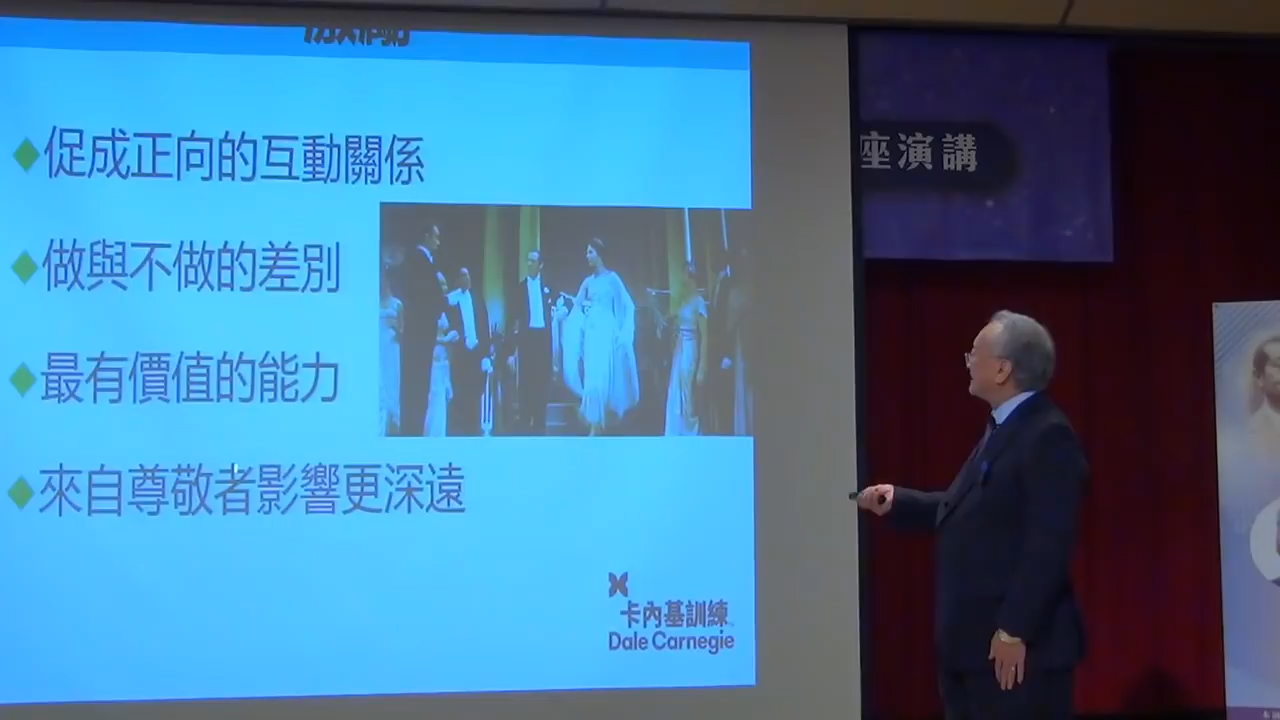 促成正向的互動關係
做與不做的差別
最有價值的能力
來自尊敬者影響更深遠
卡內基訓練
Dale Carnegie
座演講